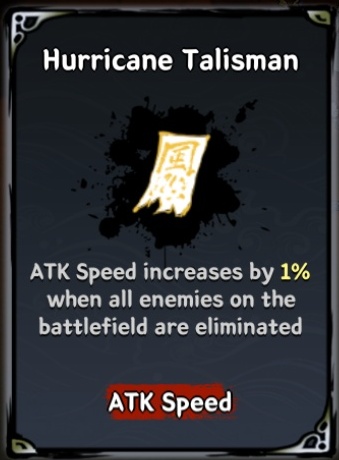 Hurricane Talisman
ATK Speed increases by 1%
when all enemies on the
battlefield are eliminated
ATK Speed